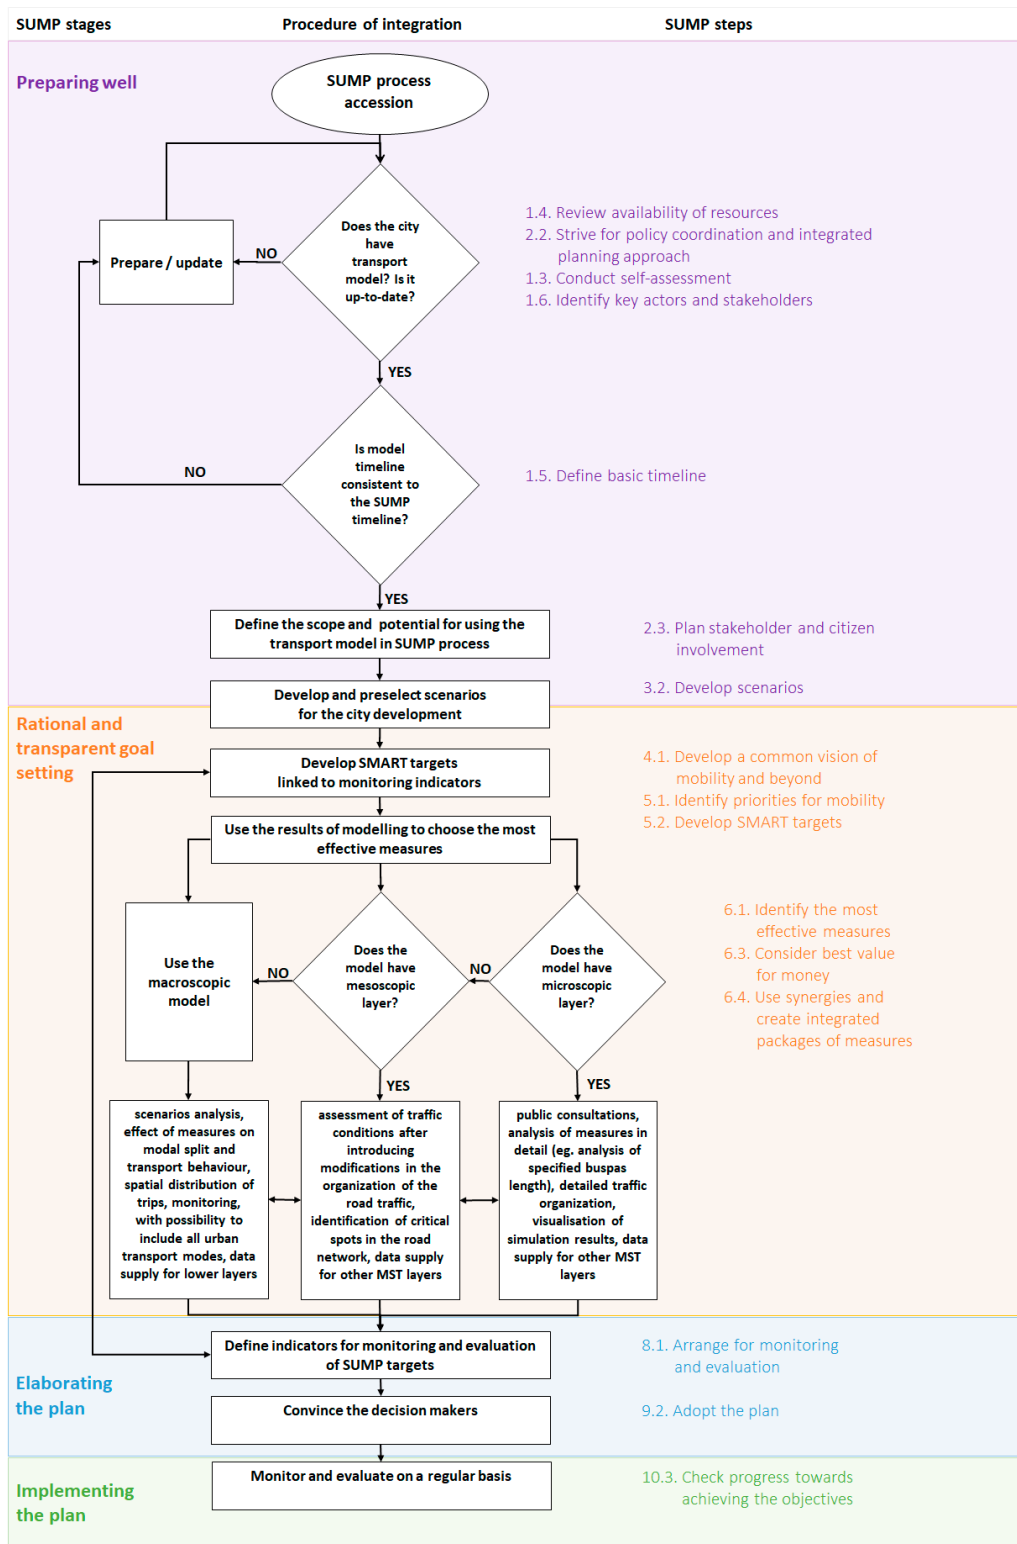 SUMP stages
Procedure of integration
SUMP steps
Preparing well
SUMP process
accession
Does the city
have
transport
model? Is it
up-to-date?
NO
Prepare / update
1.4. Review availability of resources
2.2. Strive for policy coordination and integrated
planning approach
1.3. Conduct self-assessment
1.6. Identify key actors and stakeholders
YES
Is model
timeline
consistent to
the SUMP
timeline?
NO
1.5. Define basic timeline
YES
Define the scope and potential for using the
transport model in SUMP process
2.3. Plan stakeholder and citizen
involvement
Develop and preselect scenarios
for the city development
3.2. Develop scenarios
Rational and
transparent goal
setting
Develop SMART targets
linked to monitoring indicators
4.1. Develop a common vision of
mobility and beyond
5.1. Identify priorities for mobility
5.2. Develop SMART targets
Use the results of modelling to choose the most
effective measures
Use the
macroscopic
model
NO
Does the
model have
mesoscopic
layer?
NO
Does the
model have
microscopic
layer?
6.1. Identify the most
effective measures
6.3. Consider best value
for money
6.4. Use synergies and
create integrated
packages of measures
YES
YES
scenarios analysis,
effect of measures on
modal split and
transport behaviour,
spatial distribution of
trips, monitoring,
with possibility to
include all urban
transport modes, data
supply for lower layers
assessment of traffic
conditions after
introducing
modifications in the
organization of the
road traffic,
identification of critical
spots in the road
network, data supply
for other MST layers
public consultations,
analysis of measures in
detail (eg. analysis of
specified buspas
length), detailed traffic
organization,
visualisation of
simulation results, data
supply for other MST
layers
Define indicators for monitoring and evaluation
of SUMP targets
8.1. Arrange for monitoring
and evaluation
Elaborating
the plan
Convince the decision makers
9.2. Adopt the plan
Implementing
the plan
Monitor and evaluate on a regular basis
10.3. Check progress towards
achieving the objectives